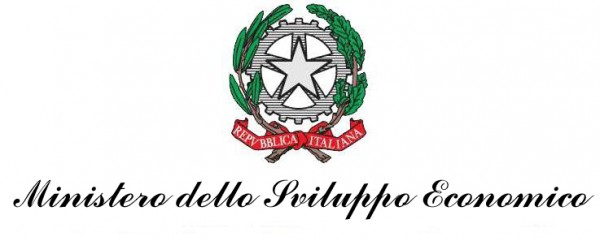 REPVBBLICA ITALIANA
Ministero dello Sviluppo Economico